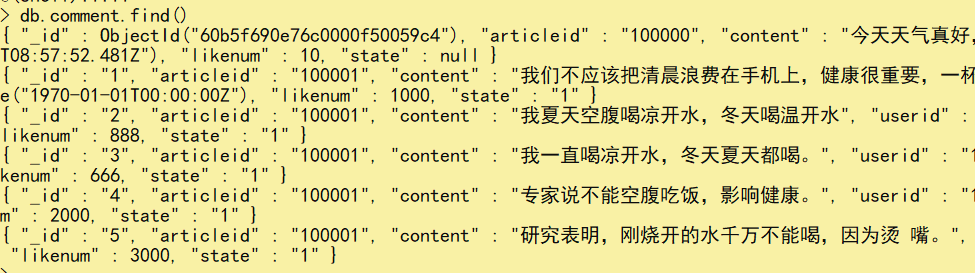 > db.comment.find()
{ "_id" : ObjectId("60b5f690e76c0000f50059c4"), "articleid" : "100000", "content" : "今天天气真好,
T08:57:52.481Z"), "likenum" : 10, "state" : null }
{ "_id" : "1", "articleid" : "100001", "content" : "我们不应该把清晨浪费在手机上，健康很重要，一杯
e("1970-01-01T00:00:00Z"), "likenum" : 1000, "state" : "1" }
{ "_id" : "2", "articleid" : "100001", "content" : "我夏天空腹喝凉开水，冬天喝温开水", "userid" :
likenum" : 888, "state" : "1" }
{ "_id" : "3", "articleid" : "100001", "content" : "我一直喝凉开水，冬天夏天都喝。", "userid" : "1
kenum" : 666, "state" : "1" }
{ "_id" : "4", "articleid" : "100001", "content" : "专家说不能空腹吃饭，影响健康。", "userid" : "1
m" : 2000, "state" : "1" }
{ "_id" : "5", "articleid" : "100001", "content" : "研究表明，刚烧开的水千万不能喝，因为烫 嘴。",
"likenum" : 3000, "state" : "1" }